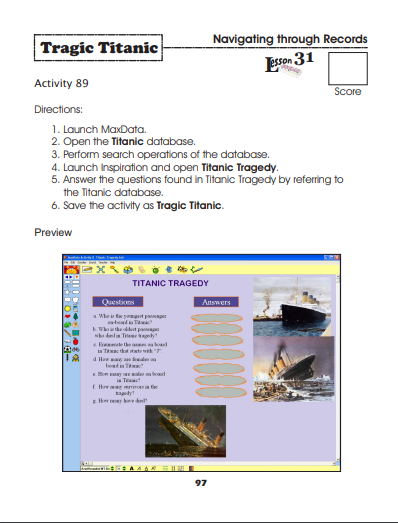 Navigating through Records
Tragic Titanic
Lesson 31
Activity 89
Score
Directions:
1. Launch MaxData.
2. Open the Titanic database.
3. Perform search operations of the database.
4. Launch Inspiration and open Titanic Tragedy.
5. Answer the questions found in Titanic Tragedy by referring to
the Titanic database.
6. Save the activity as Tragic Titanic.
Preview
TITANIC TRAGEDY
Questions
Answers
a. Who is the youngest passenger
on-board in Titanic?
b. Who is the oldest passenger
who died in Titanic tragedy?
c. Enumerate the names on board
in Titanic that starts with "J".
d. How many are females on
board in Titanic?
e. How many are males on board
in Titanic?
f. How many survivors in the
tragedy?
g. How many have died?
97